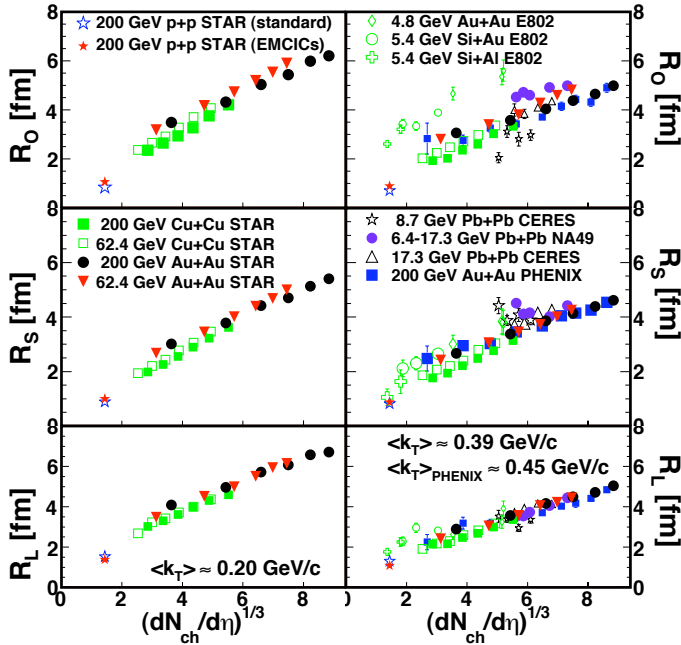 200 GeV p+p STAR (standard)
200 GeV p+p STAR (EMCICs)
4.8 GeV Au+Au E802
5.4 GeV Si+Au E802
5.4 GeV Si+Al E802
8
6
4
2
R_O [fm]
8
6
4
2
R_O [fm]
200 GeV Cu+Cu STAR
62.4 GeV Cu+Cu STAR
200 GeV Au+Au STAR
62.4 GeV Au+Au STAR
8.7 GeV Pb+Pb CERES
6.4-17.3 GeV Pb+Pb NA49
17.3 GeV Pb+Pb CERES
200 GeV Au+Au PHENIX
8
6
4
2
R_S [fm]
8
6
4
2
R_S [fm]
<k_T> ≈ 0.20 GeV/c
<k_T> ≈ 0.39 GeV/c
<k_T>_PHENIX ≈ 0.45 GeV/c
6
4
2
0
R_L [fm]
8
6
4
2
0
R_L [fm]
0 2 4 6 8
2 4 6 8
(dN_ch/dη)^1/3
(dN_ch/dη)^1/3